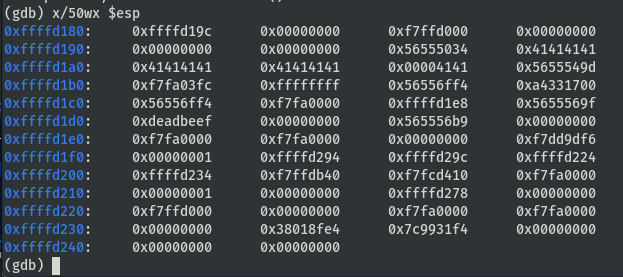 (gdb) x/50wx $esp
0xffffd180: 0xffffd19c 0x00000000 0xf7ffd000 0x00000000
0xffffd190: 0x00000000 0x00000000 0x56555034 0x41414141
0xffffd1a0: 0x41414141 0x41414141 0x00004141 0x5655549d
0xffffd1b0: 0xf7fa03fc 0xffffffff 0x56556ff4 0xa4331700
0xffffd1c0: 0x56556ff4 0xf7fa0000 0xffffd1e8 0x5655569f
0xffffd1d0: 0xdeadbeef 0x00000000 0x565556b9 0x00000000
0xffffd1e0: 0xf7fa0000 0xf7fa0000 0x00000000 0xf7dd9df6
0xffffd1f0: 0x00000001 0xffffd294 0xffffd29c 0xffffd224
0xffffd200: 0xffffd234 0xf7ffdb40 0xf7fcd410 0xf7fa0000
0xffffd210: 0x00000001 0x00000000 0xffffd278 0x00000000
0xffffd220: 0xf7ffd000 0x00000000 0xf7fa0000 0xf7fa0000
0xffffd230: 0x00000000 0x38018fe4 0x7c9931f4 0x00000000
0xffffd240: 0x00000000 0x00000000
(gdb)